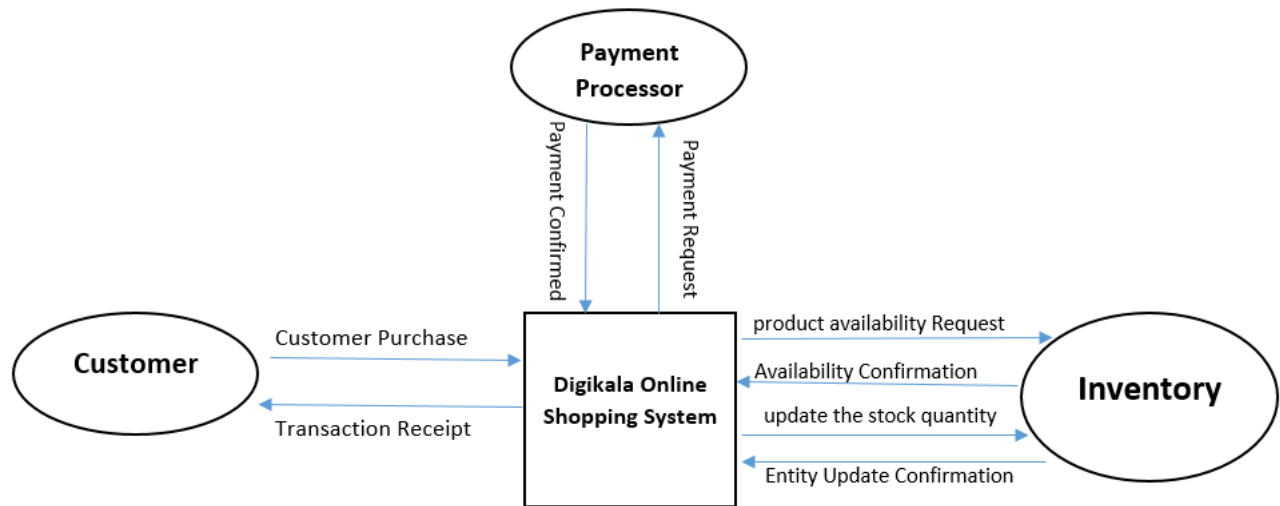 Payment
Processor
Payment Confirmed
Payment Request
Customer
Customer Purchase
Transaction Receipt
Digikala Online
Shopping System
product availability Request
Availability Confirmation
update the stock quantity
Entity Update Confirmation
Inventory